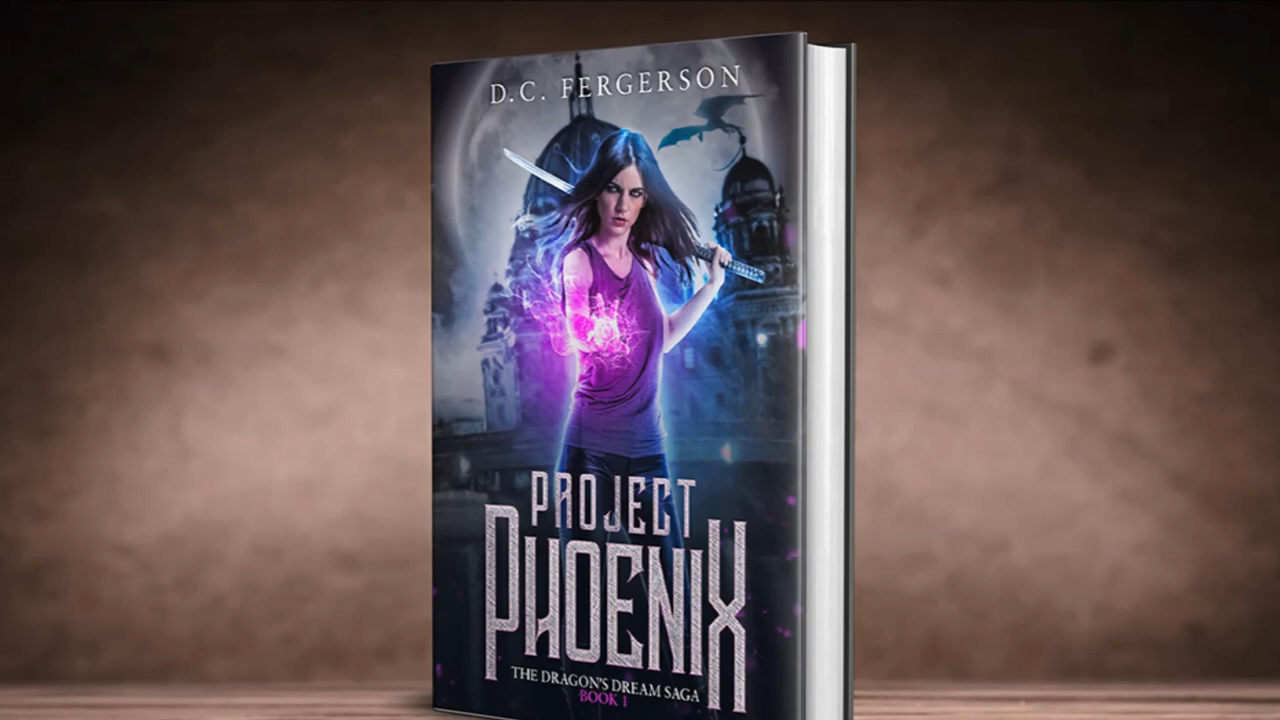 D.C. FERGERSON
PROJECT
PHOENIX
THE DRAGON'S DREAM SAGA
BOOK 1